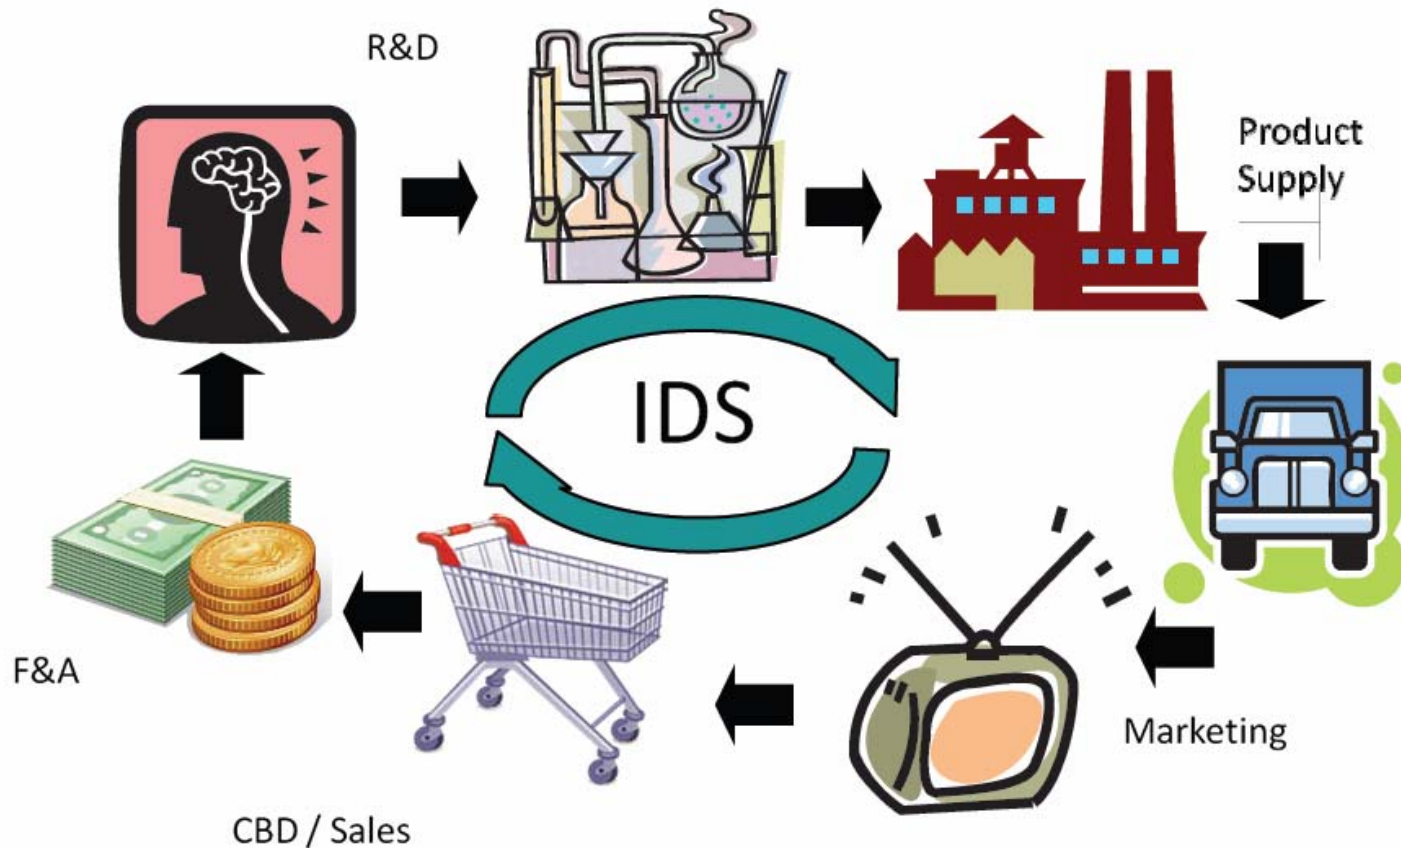 R&D
Product
Supply
IDS
F&A
Marketing
CBD / Sales